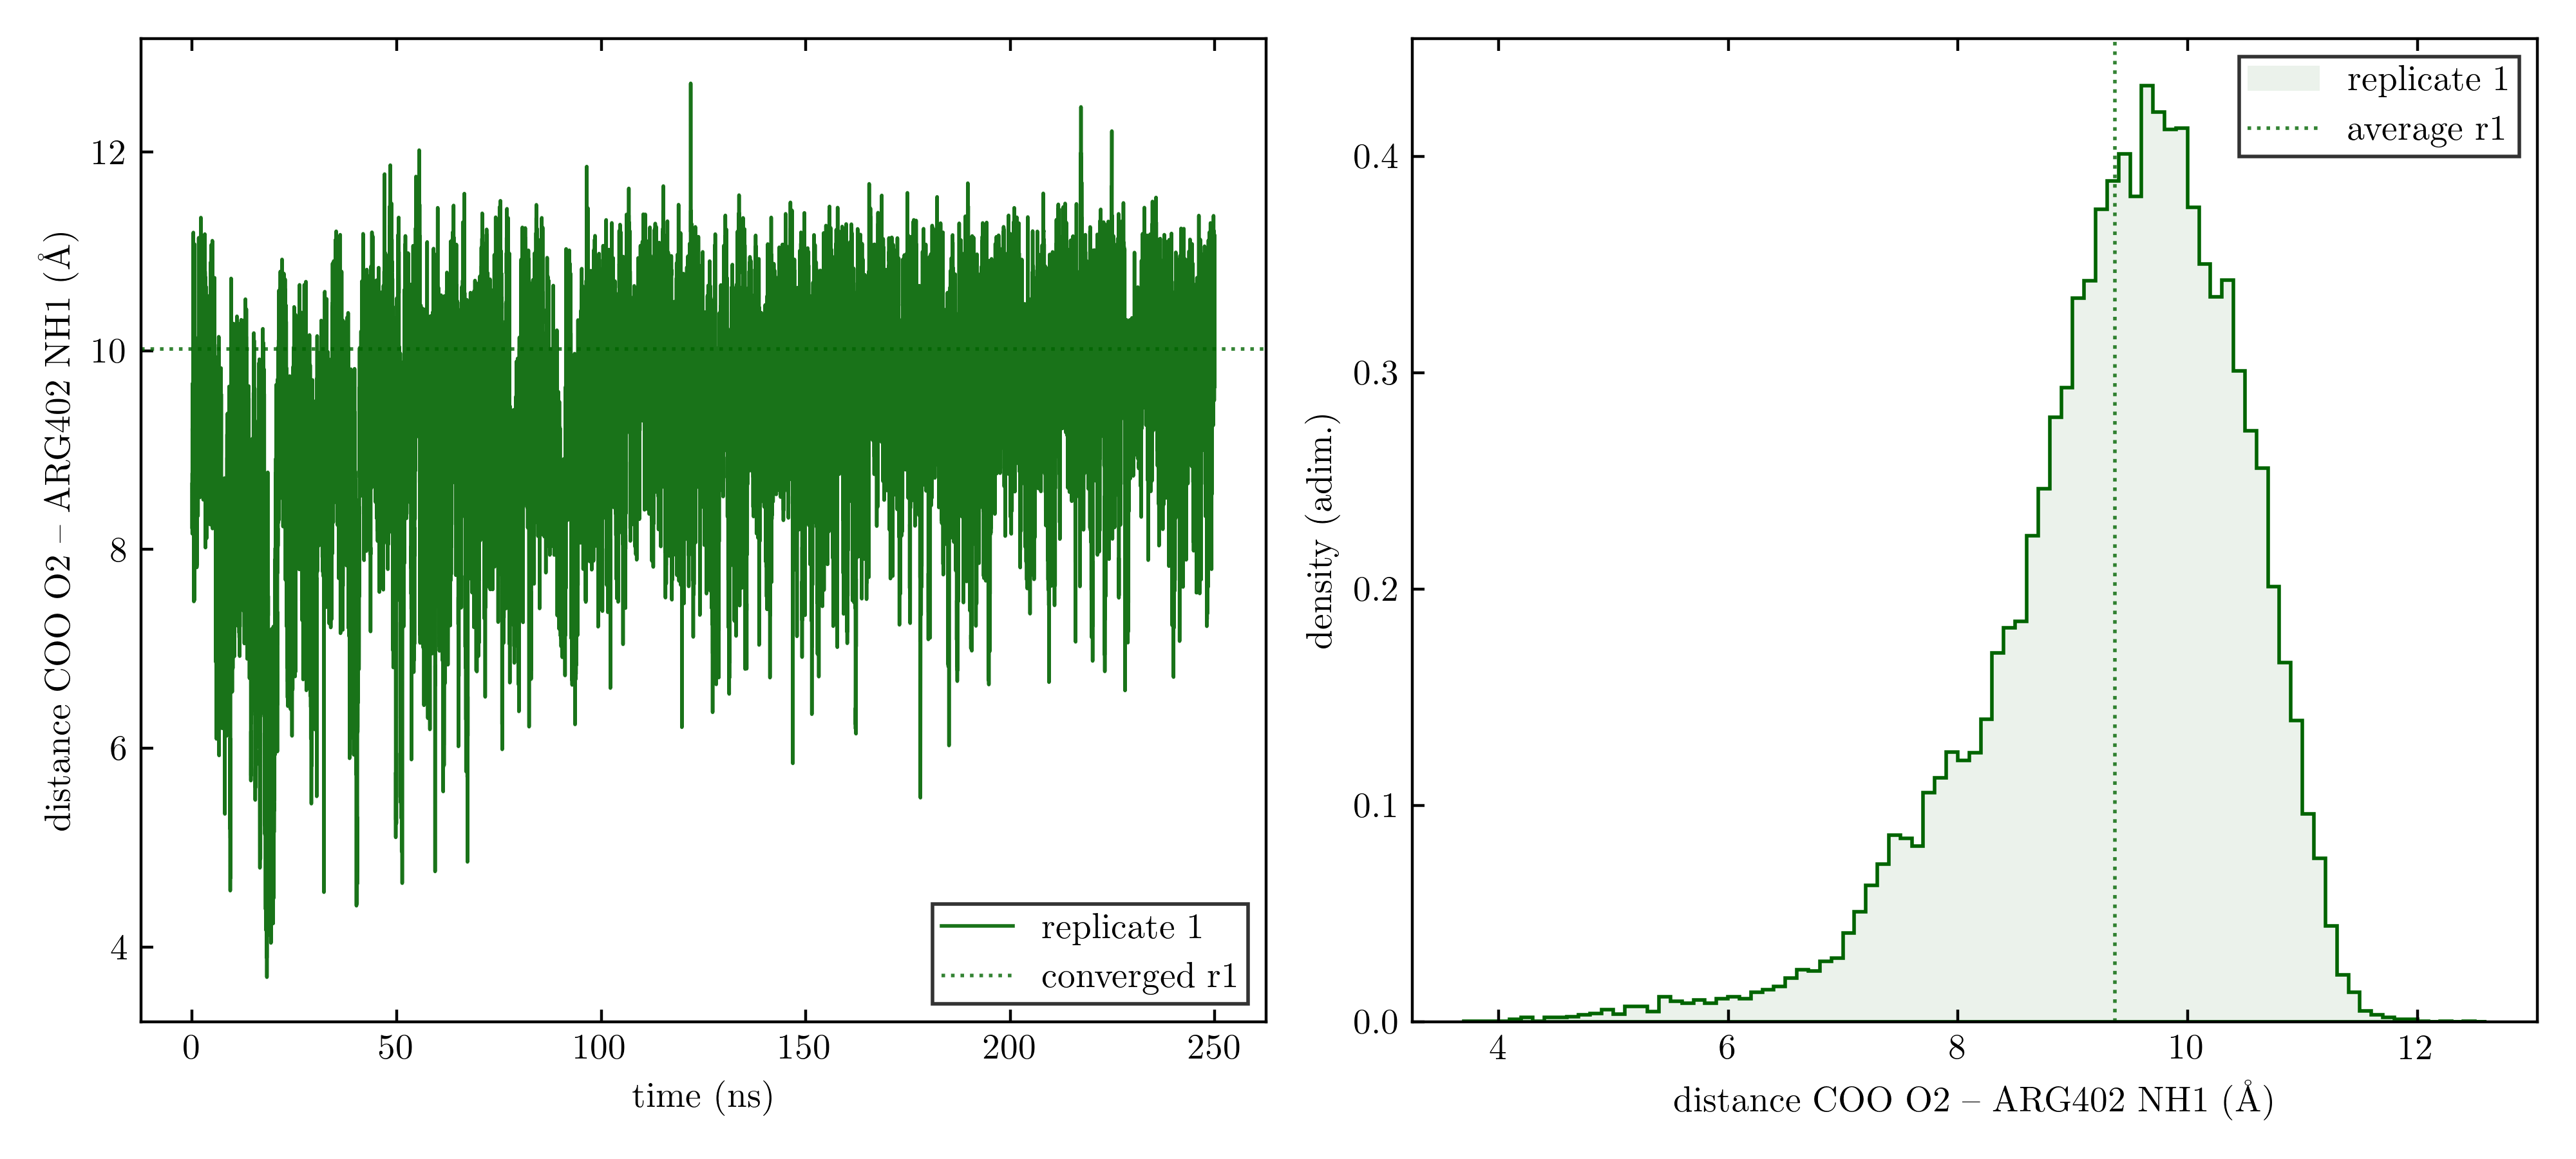 distance COO O2 – ARG402 NH1 (Å)
12
10
8
6
4
0
50
100
150
200
250
time (ns)
replicate 1
converged r1
density (adim.)
0.4
0.3
0.2
0.1
0.0
4
6
8
10
12
distance COO O2 – ARG402 NH1 (Å)
replicate 1
average r1